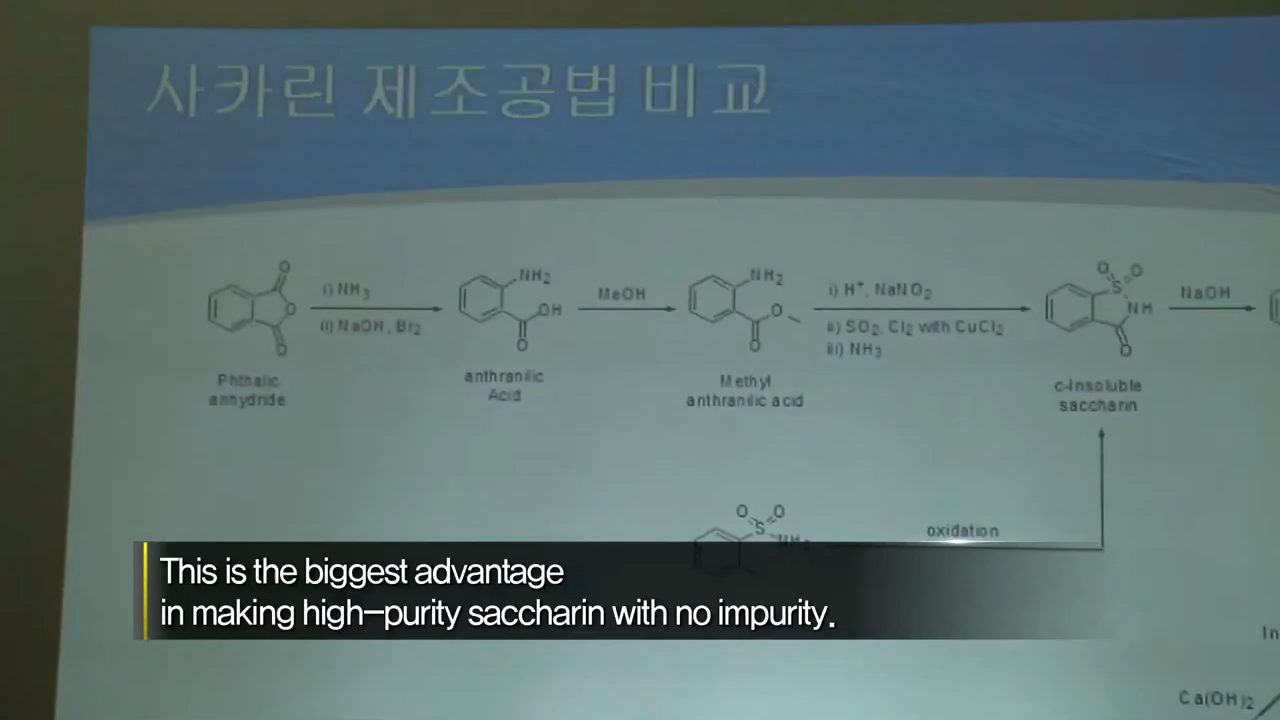 사카린 제조공법 비교
i) NH3
ii) NaOH, Br2
MeOH
i) H+, NaNO2
ii) SO2, Cl2 with CuCl2
iii) NH3
NaOH
O
O
O
NH2
OH
O
NH2
O
O
O
O
S
NH
O
Phthalic
anhydride
anthranilic
Acid
Methyl
anthranilic acid
c-Insoluble
saccharin
O
O
S
NH2
oxidation
This is the biggest advantage
in making high-purity saccharin with no impurity.
In
Ca(OH)2